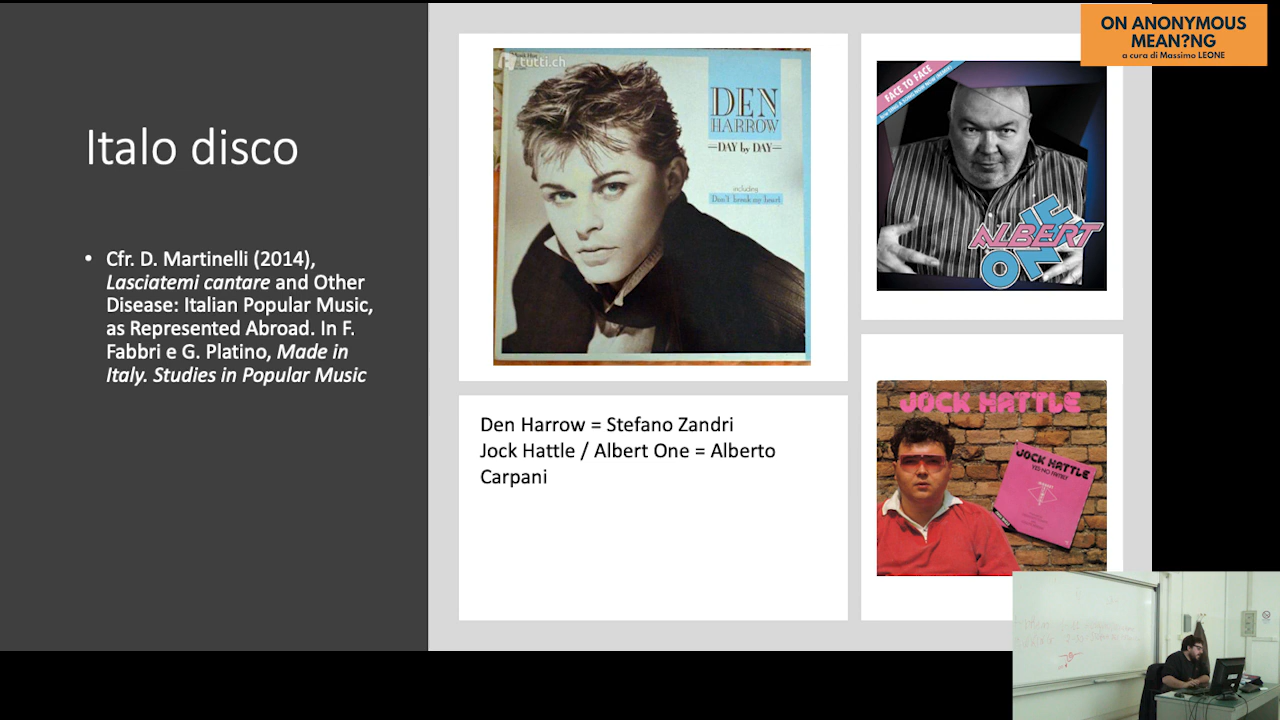 ON ANONYMOUS
MEAN?NG
a cura di Massimo LEONE
Italo disco
• Cfr. D. Martinelli (2014),
Lasciatemi cantare and Other
Disease: Italian Popular Music,
as Represented Abroad. In F.
Fabbri e G. Platino, Made in
Italy. Studies in Popular Music
tutti.ch
DEN
HARROW
—DAY by DAY—
including
Don't break my heart
FACE TO FACE
ALBERT
ONE
Den Harrow = Stefano Zandri
Jock Hattle / Albert One = Alberto
Carpani
JOCK HATTLE
JOCK HATTLE